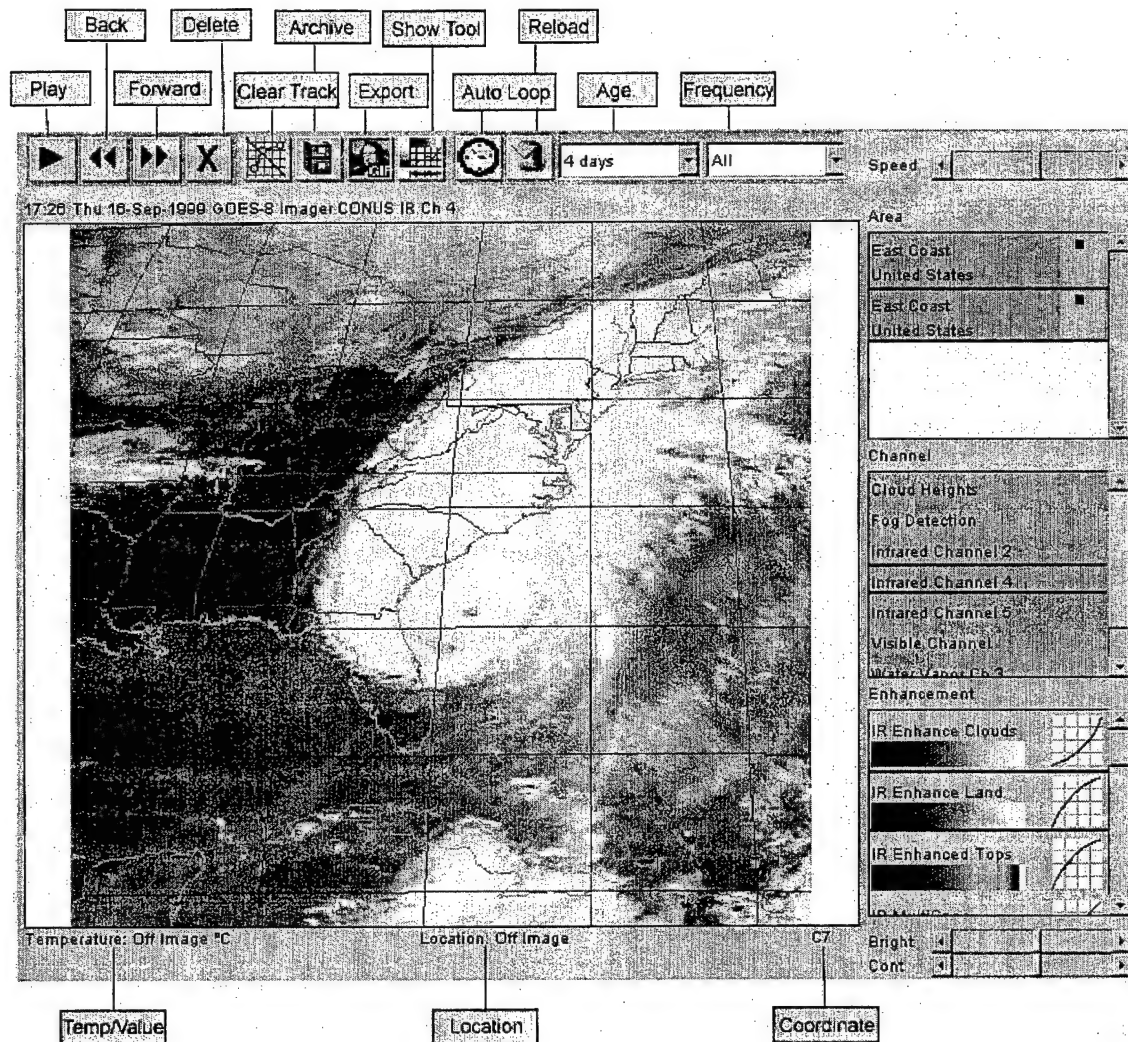 Back Delete Archive Show Tool Reload
Play Forward Clear Track Export Auto Loop Age Frequency
4 days All Speed
17:26 Thu 16-Sep-1999 GOES-8 Imager CONUS IR Ch 4
Area
East Coast
United States
East Coast
United States
Channel
Cloud Heights
Fog Detection
Infrared Channel 2
Infrared Channel 4
Infrared Channel 5
Visible Channel
Water Vapor Ch 3
Enhancement
IR Enhance Clouds
IR Enhance Land
IR Enhanced Tops
Temperature: Off Image °C Location: Off Image C7
Bright
Cont
Temp/Value Location Coordinate